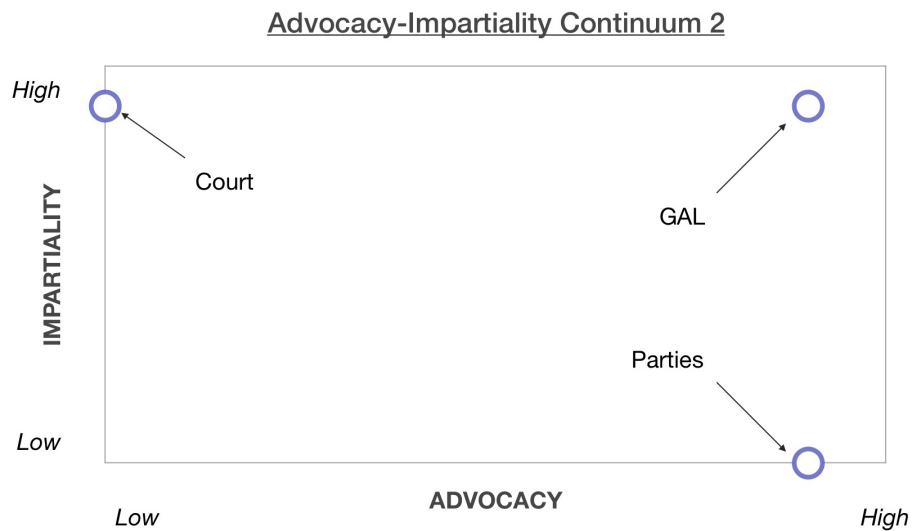 Advocacy-Impartiality Continuum 2
High
Court
GAL
IMPARTIALITY
Parties
Low
ADVOCACY
Low
High